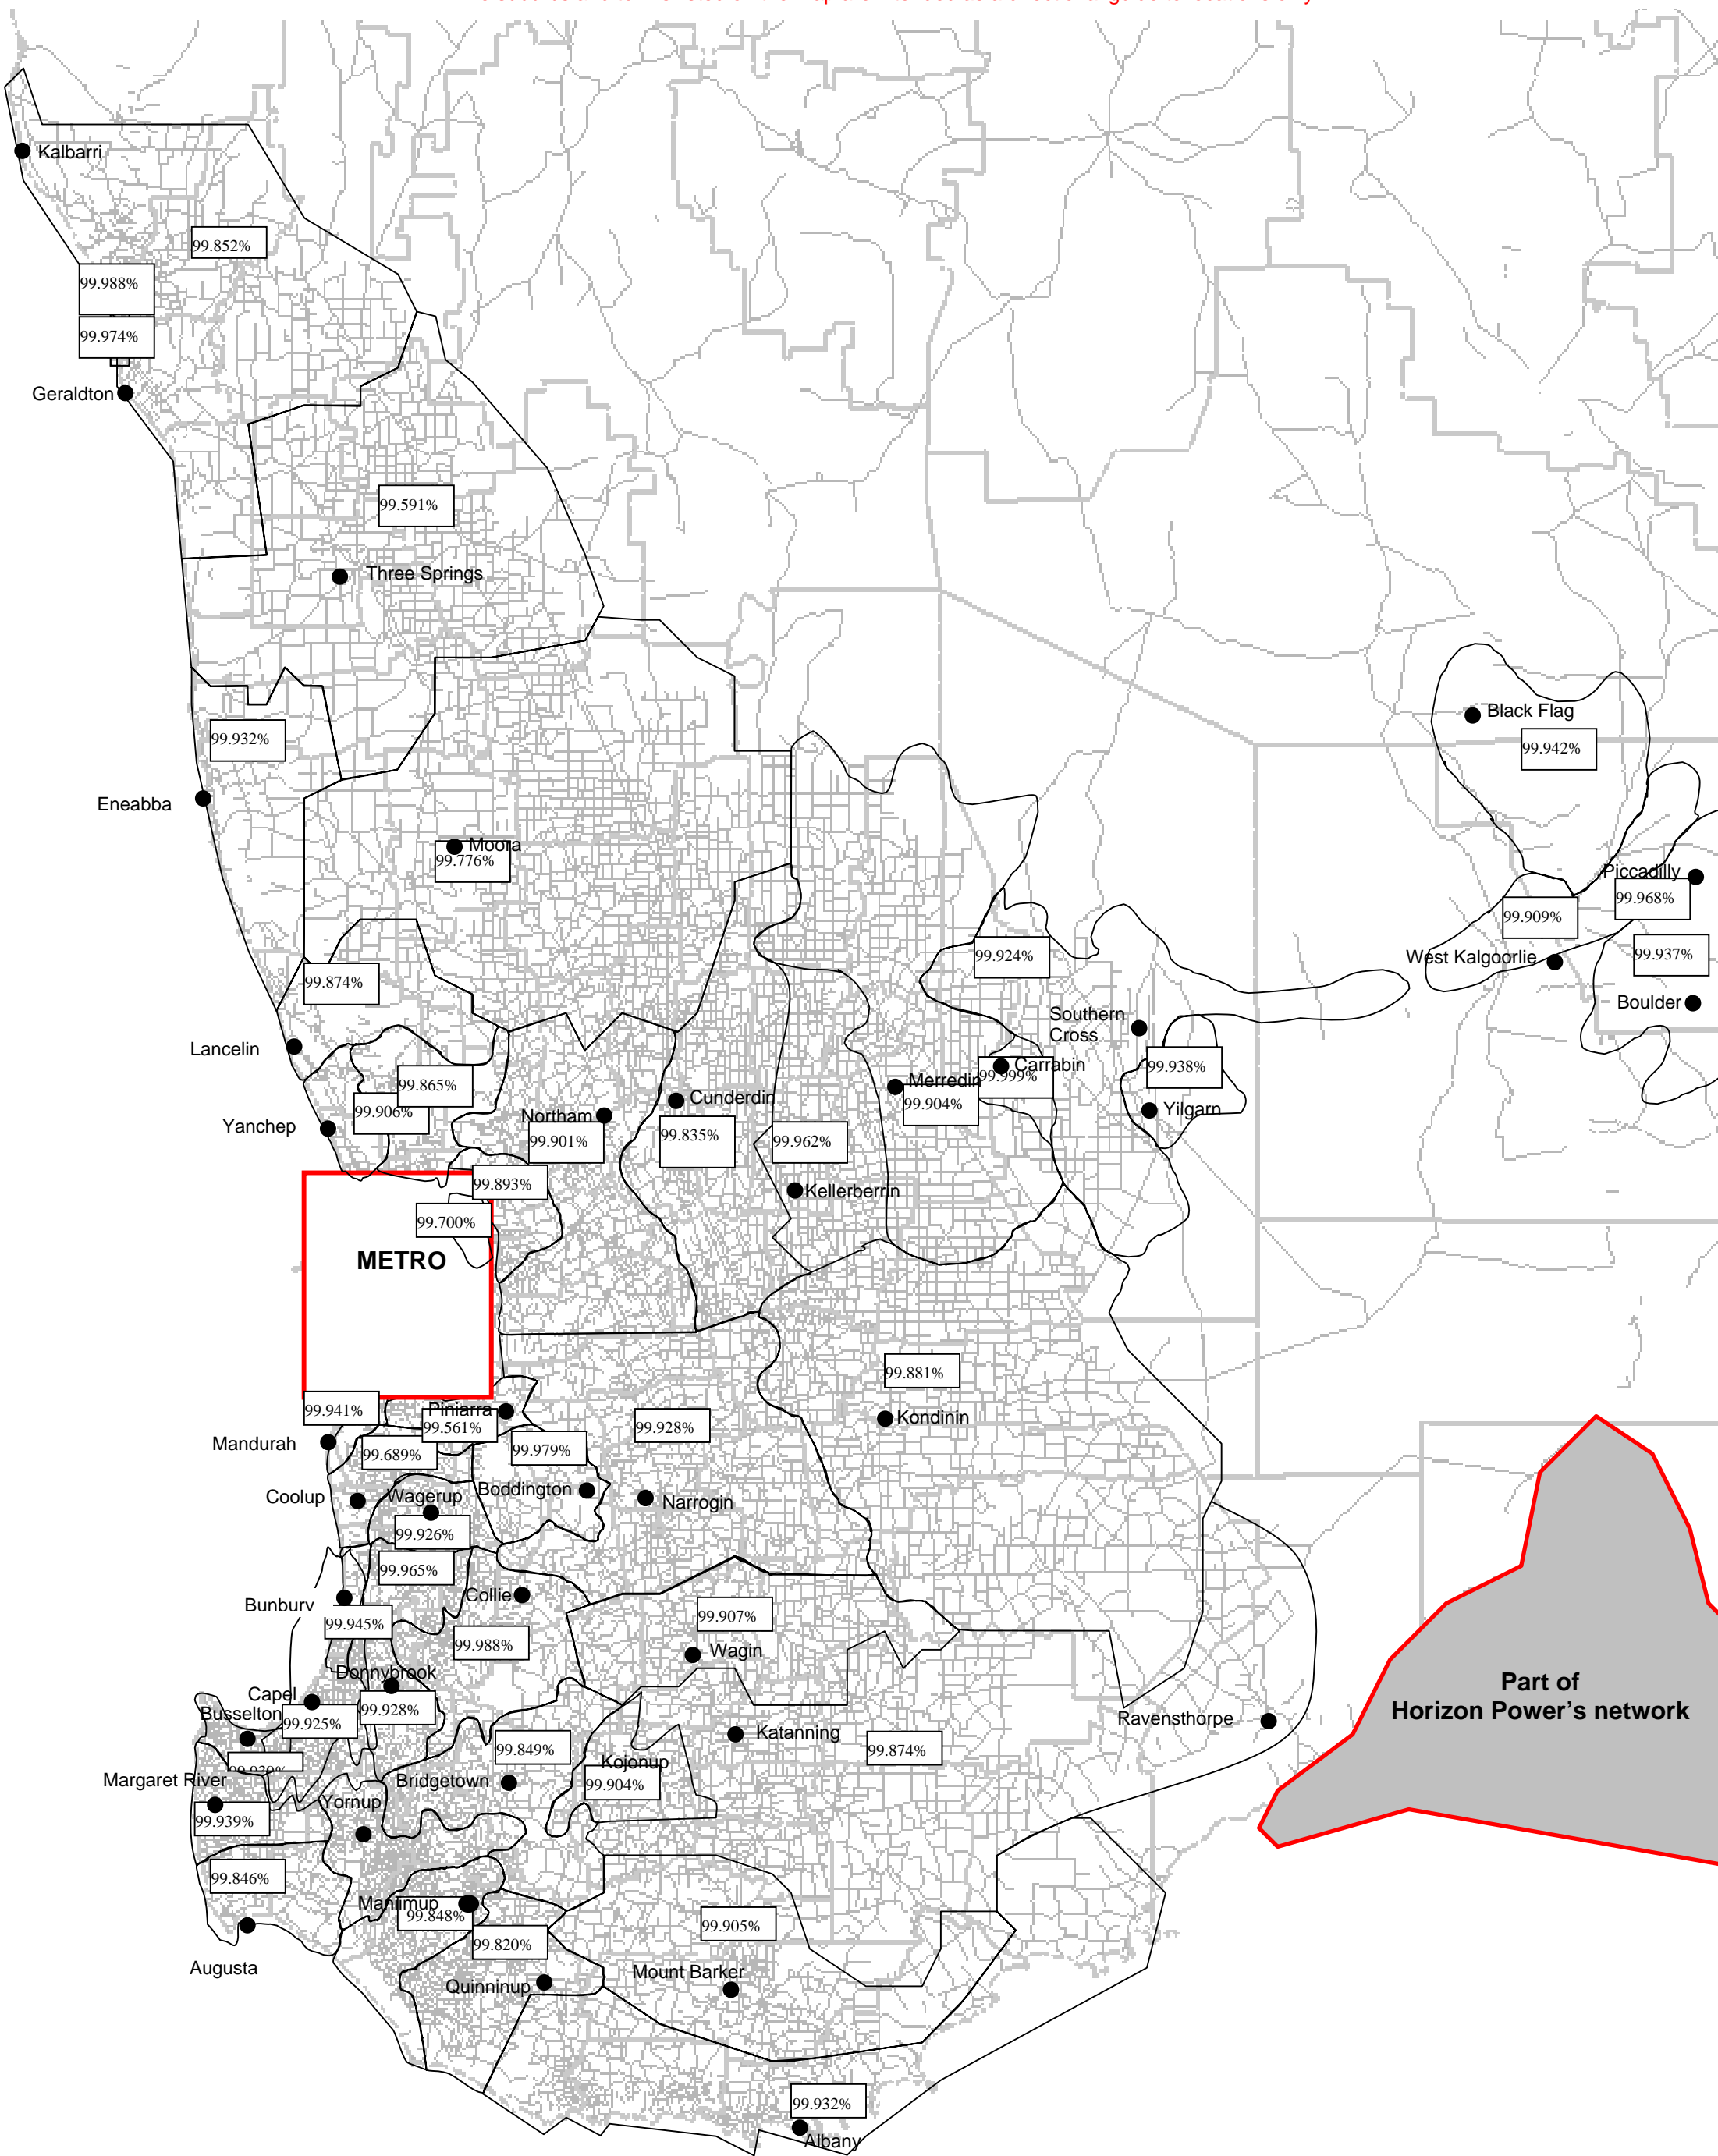 Kalbarri
99.852%
99.988%
99.974%
Geraldton
99.591%
Three Springs
Black Flag
99.932%
99.942%
Eneabba
Moora
99.776%
Piccadilly
99.968%
99.909%
99.924%
99.937%
West Kalgoorlie
99.874%
Boulder
Southern
Cross
Lancelin
99.938%
Carrabin
99.999%
Merredin
99.865%
99.906%
99.904%
Cunderdin
Northam
Yilgarn
Yanchep
99.901%
99.835%
99.962%
99.893%
Kellerberrin
99.700%
METRO
99.881%
99.941%
Piniarra
99.561%
99.928%
Kondinin
Mandurah
99.689%
99.979%
Boddington
Coolup
Wagerup
Narrogin
99.926%
99.965%
Collie
Bunbury
99.945%
99.907%
99.988%
Wagin
Donnybrook
Part of
Horizon Power's network
Capel
99.928%
Busselton
99.925%
Ravensthorpe
Katanning
99.849%
99.874%
Kojonup
Margaret River
Bridgetown
99.904%
Yornup
99.939%
99.846%
Manjimup
99.848%
99.905%
99.820%
Augusta
Mount Barker
Quinninup
99.932%
Albany